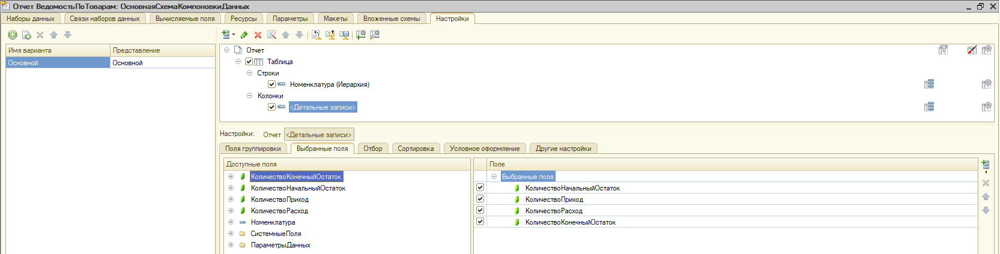 Отчет ВедомостьПоТоварам: ОсновнаяСхемаКомпоновкиДанных
Наборы данных Связи наборов данных Вычисляемые поля Ресурсы Параметры Макеты Вложенные схемы Настройки
Имя варианта Представление
Основной Основной
Отчет
Таблица
Строки
Номенклатура (Иерархия)
Колонки
<Детальные записи>
Настройки: Отчет <Детальные записи>
Поля группировки Выбранные поля Отбор Сортировка Условное оформление Другие настройки
Доступные поля
КоличествоКонечныйОстаток
КоличествоНачальныйОстаток
КоличествоПриход
КоличествоРасход
Номенклатура
СистемныеПоля
ПараметрыДанных
Поле
Выбранные поля
КоличествоНачальныйОстаток
КоличествоПриход
КоличествоРасход
КоличествоКонечныйОстаток